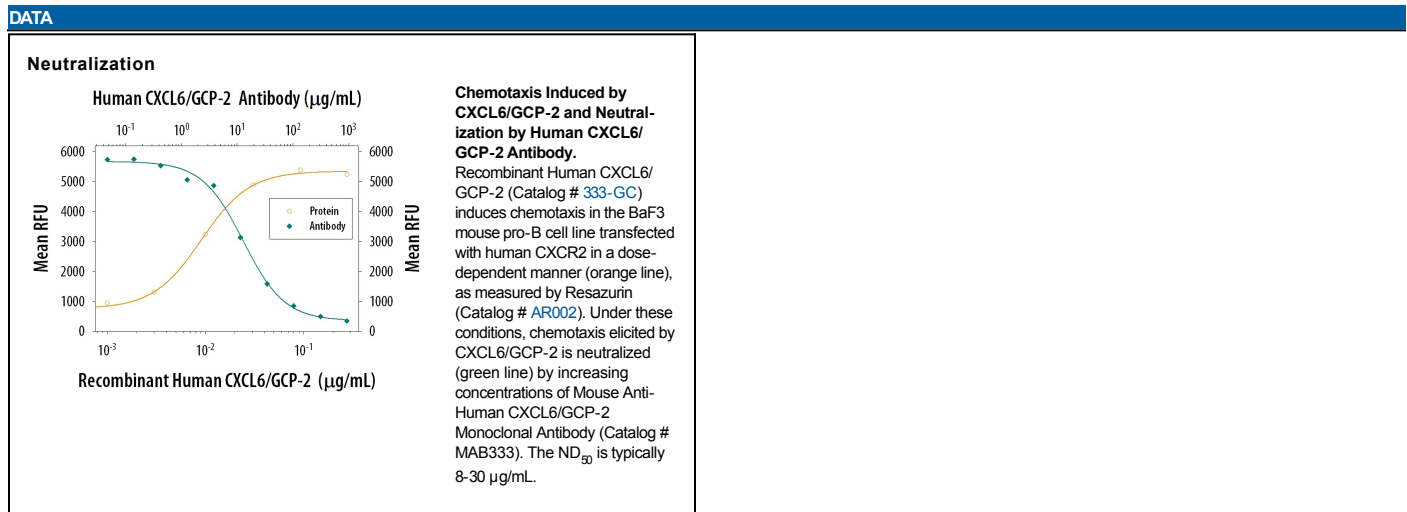 DATA
Neutralization
Human CXCL6/GCP-2 Antibody (µg/mL)
10⁻¹ 10⁰ 10¹ 10² 10³
6000 6000
5000 5000
4000 4000
3000 3000
2000 2000
1000 1000
0 0
Mean RFU
Mean RFU
Protein
Antibody
10⁻³ 10⁻² 10⁻¹
Recombinant Human CXCL6/GCP-2 (µg/mL)
Chemotaxis Induced by
CXCL6/GCP-2 and Neutral-
ization by Human CXCL6/
GCP-2 Antibody.
Recombinant Human CXCL6/
GCP-2 (Catalog # 333-GC)
induces chemotaxis in the BaF3
mouse pro-B cell line transfected
with human CXCR2 in a dose-
dependent manner (orange line),
as measured by Resazurin
(Catalog # AR002). Under these
conditions, chemotaxis elicited by
CXCL6/GCP-2 is neutralized
(green line) by increasing
concentrations of Mouse Anti-
Human CXCL6/GCP-2
Monoclonal Antibody (Catalog #
MAB333). The ND₅₀ is typically
8-30 µg/mL.